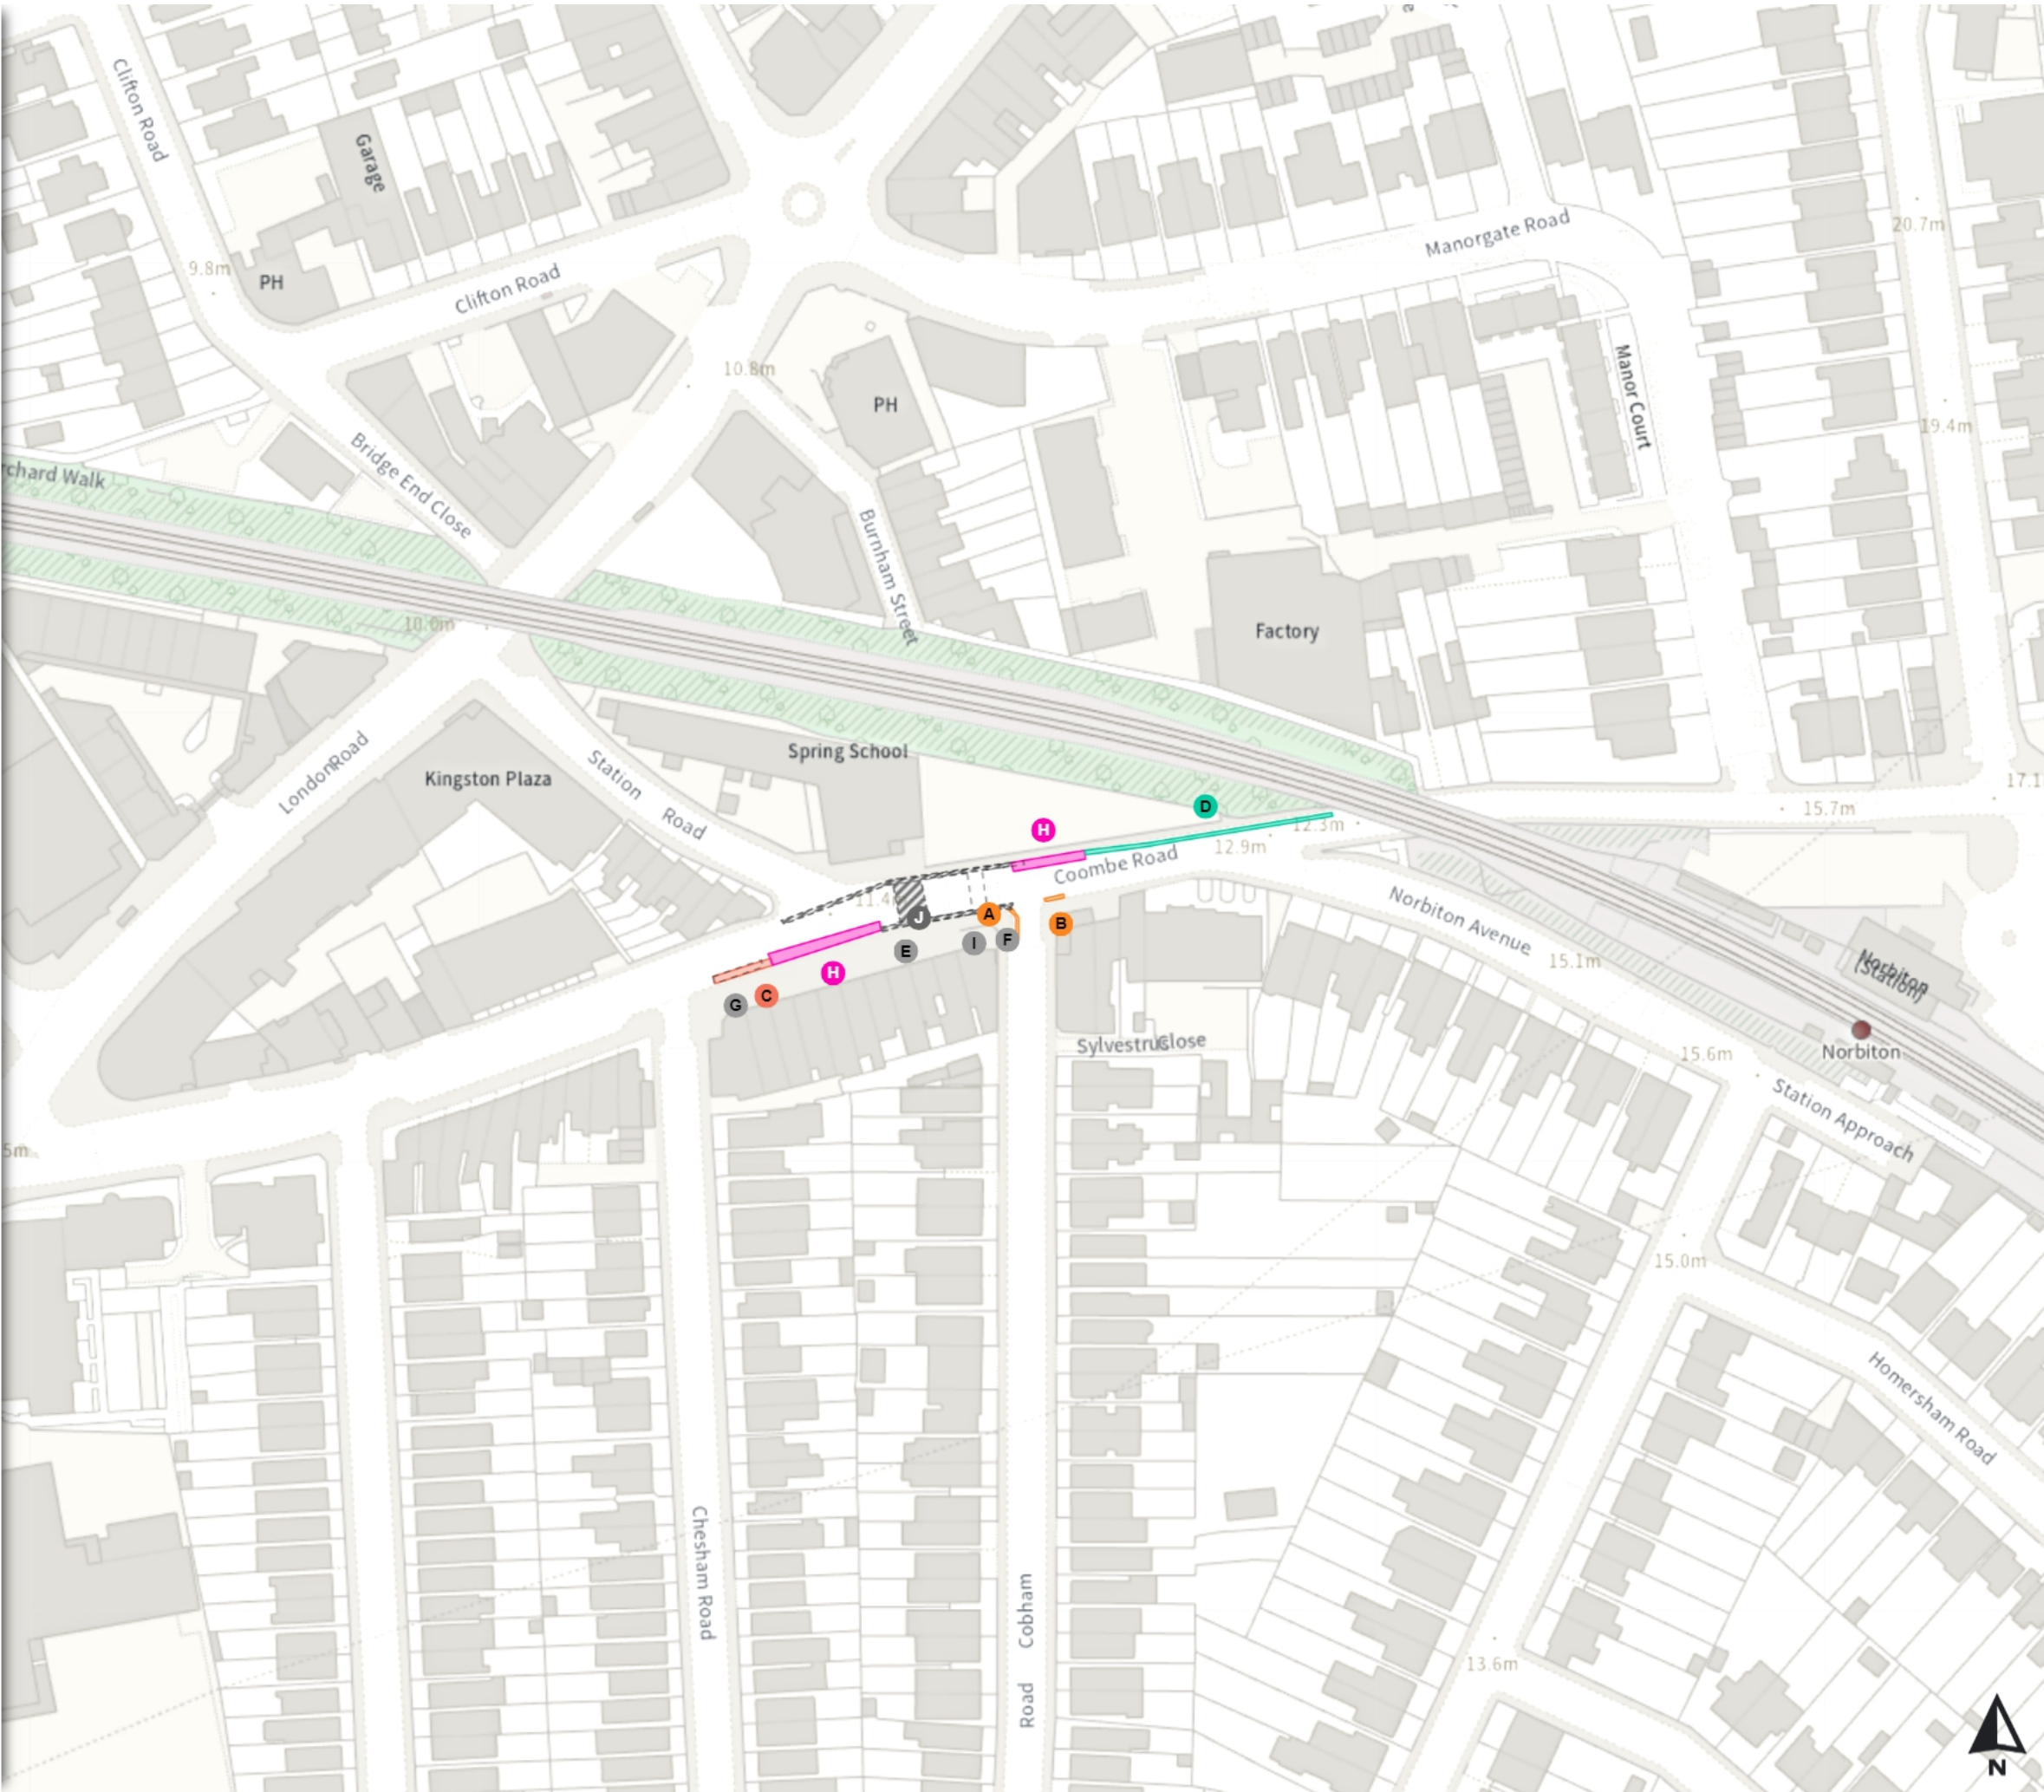 Clifton Road
Garage
Manorgate Road
20.7m
9.8m
PH
Clifton Road
10.8m
PH
Manor Court
19.4m
rchard Walk
Bridge End Close
Burnham Street
10.0m
Factory
London Road
Kingston Plaza
Station
Road
Spring School
17.1
15.7m
D
12.3m
H
12.9m
Coombe Road
11.4m
J
A
B
E
I
F
H
G
C
Norbiton Avenue
15.1m
Norbiton
(Station)
Norbiton
Sylvestrus Close
15.6m
Station Approach
5m
15.0m
Homersham Road
Chesham Road
Cobham
Road
13.6m
N